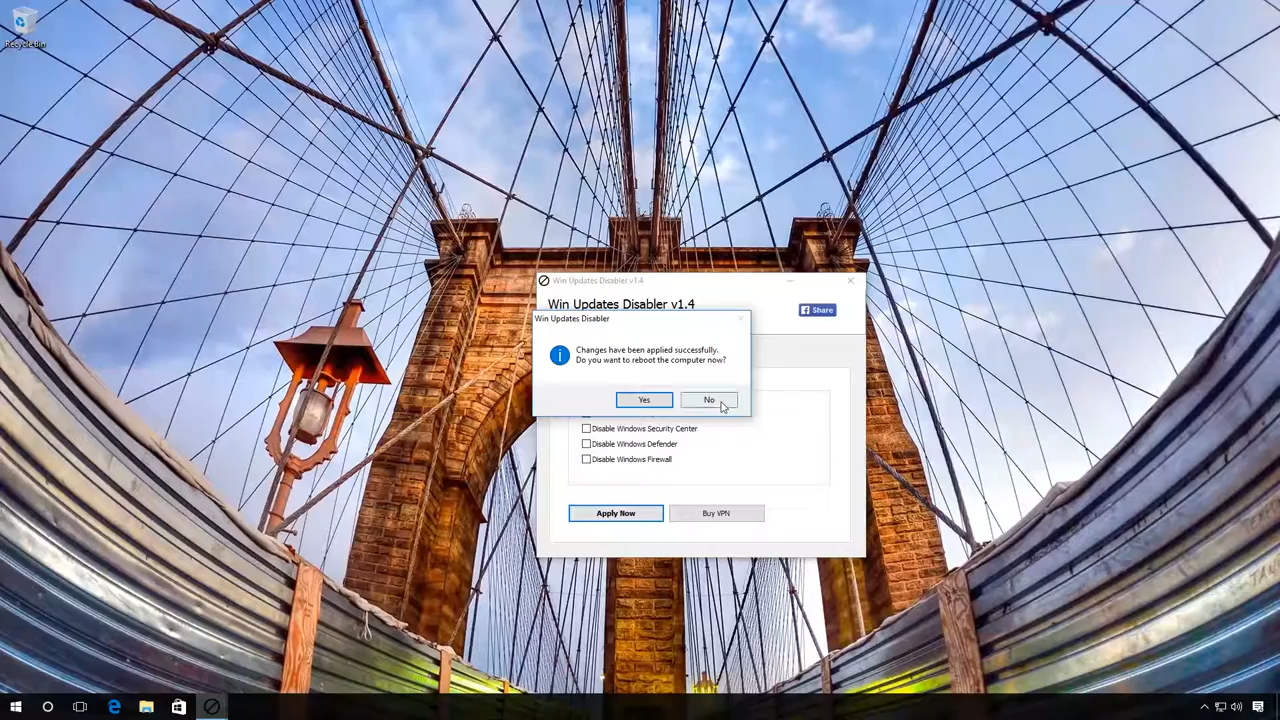 Recycle Bin
Win Updates Disabler v1.4
Win Updates Disabler v1.4
Share
Win Updates Disabler
Changes have been applied successfully.
Do you want to reboot the computer now?
Yes
No
Disable Windows Security Center
Disable Windows Defender
Disable Windows Firewall
Apply Now
Buy VPN